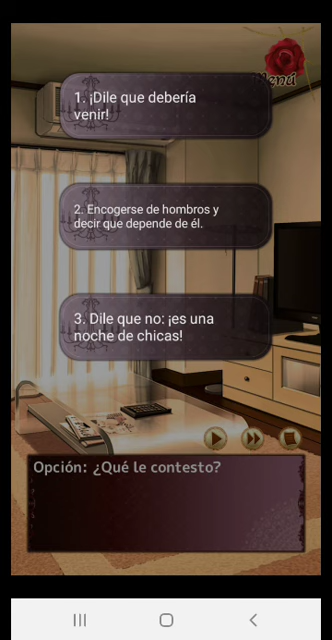 Menú
1. ¡Dile que debería
venir!
2. Encogerse de hombros y
decir que depende de él.
3. Dile que no: ¡es una
noche de chicas!
Opción: ¿Qué le contesto?